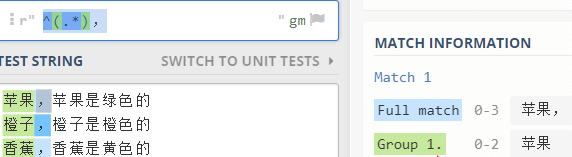 r" ^(.*)， " gm
TEST STRING
SWITCH TO UNIT TESTS
苹果，苹果是绿色的
橙子，橙子是橙色的
香蕉，香蕉是黄色的
MATCH INFORMATION
Match 1
Full match 0-3 苹果，
Group 1. 0-2 苹果